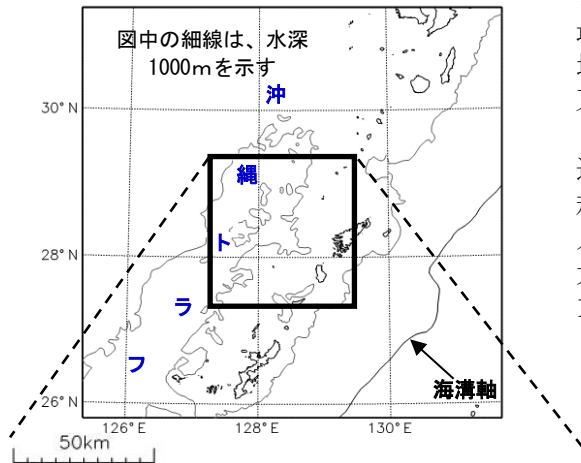 図中の細線は、水深
1000mを示す
沖
縄
ト
ラ
フ
30°N
28°N
26°N
126°E
128°E
130°E
海溝軸
50km